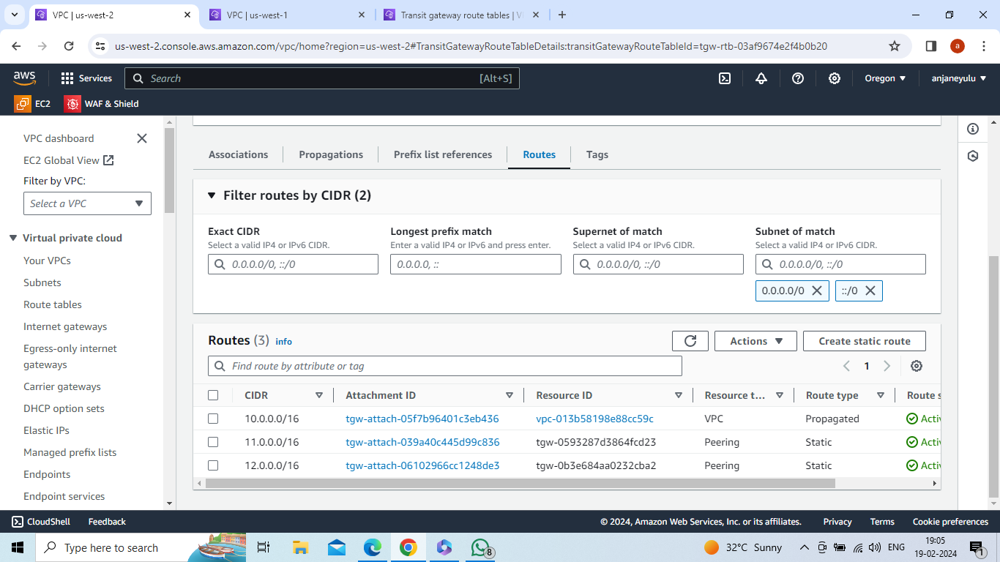 VPC | us-west-2
VPC | us-west-1
Transit gateway route tables | V
us-west-2.console.aws.amazon.com/vpc/home?region=us-west-2#TransitGatewayRouteTableDetails:transitGatewayRouteTableId=tgw-rtb-03af9674e2f4b0b20
a
aws
Services
Search
[Alt+S]
Oregon
anjaneyulu
EC2
WAF & Shield
VPC dashboard
EC2 Global View
Filter by VPC:
Select a VPC
Virtual private cloud
Your VPCs
Subnets
Route tables
Internet gateways
Egress-only internet
gateways
Carrier gateways
DHCP option sets
Elastic IPs
Managed prefix lists
Endpoints
Endpoint services
Associations
Propagations
Prefix list references
Routes
Tags
Filter routes by CIDR (2)
Exact CIDR
Select a valid IP4 or IPv6 CIDR.
0.0.0.0/0, ::/0
Longest prefix match
Enter a valid IP4 or IPv6 and press enter.
0.0.0.0, ::
Supernet of match
Select a valid IP4 or IPv6 CIDR.
0.0.0.0/0, ::/0
Subnet of match
Select a valid IP4 or IPv6 CIDR.
0.0.0.0/0, ::/0
0.0.0.0/0
::/0
Routes (3) info
Actions
Create static route
Find route by attribute or tag
1
CIDR Attachment ID Resource ID Resource t... Route type Route s
10.0.0.0/16 tgw-attach-05f7b96401c3eb436 vpc-013b58198e88cc59c VPC Propagated Activ
11.0.0.0/16 tgw-attach-039a40c445d99c836 tgw-0593287d3864fcd23 Peering Static Activ
12.0.0.0/16 tgw-attach-06102966cc1248de3 tgw-0b3e684aa0232cba2 Peering Static Activ
CloudShell
Feedback
© 2024, Amazon Web Services, Inc. or its affiliates.
Privacy
Terms
Cookie preferences
Type here to search
8
32°C Sunny
ENG
19:05
19-02-2024
1